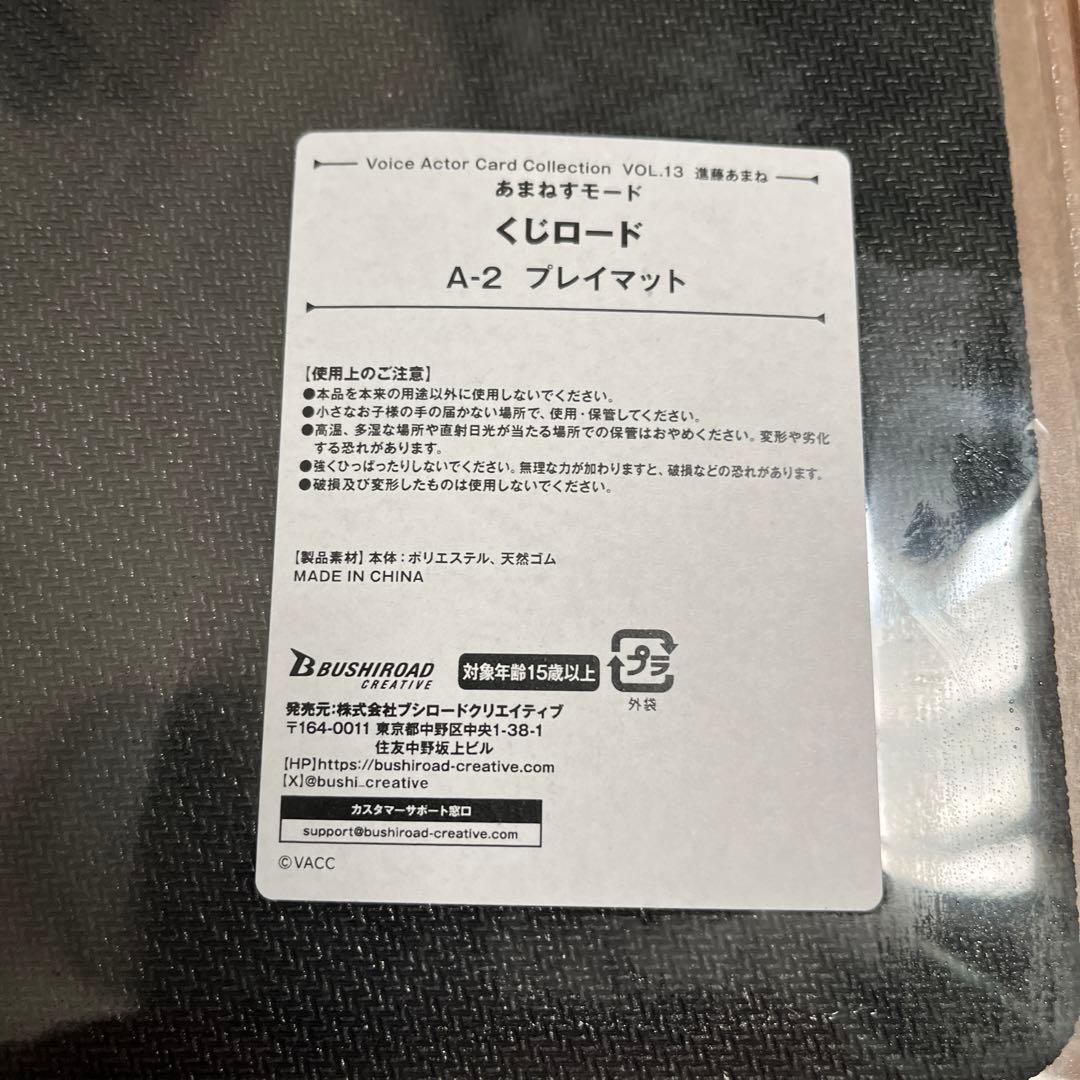 Voice Actor Card Collection VOL.13 進藤あまね
あまねすモード
くじロード
A-2 プレイマット
【使用上のご注意】
●本品を本来の用途以外に使用しないでください。
●小さなお子様の手の届かない場所で、使用・保管してください。
●高温、多湿な場所や直射日光が当たる場所での保管はおやめください。変形や劣化
する恐れがあります。
●強くひっぱったりしないでください。無理な力が加わりますと、破損などの恐れがあります。
●破損及び変形したものは使用しないでください。
【製品素材】本体：ポリエステル、天然ゴム
MADE IN CHINA
BUSHIROAD
CREATIVE
対象年齢15歳以上
プラ
外袋
発売元：株式会社ブシロードクリエイティブ
〒164-0011 東京都中野区中央1-38-1
住友中野坂上ビル
【HP】https://bushiroad-creative.com
【X】@bushi_creative
カスタマーサポート窓口
support@bushiroad-creative.com
©VACC